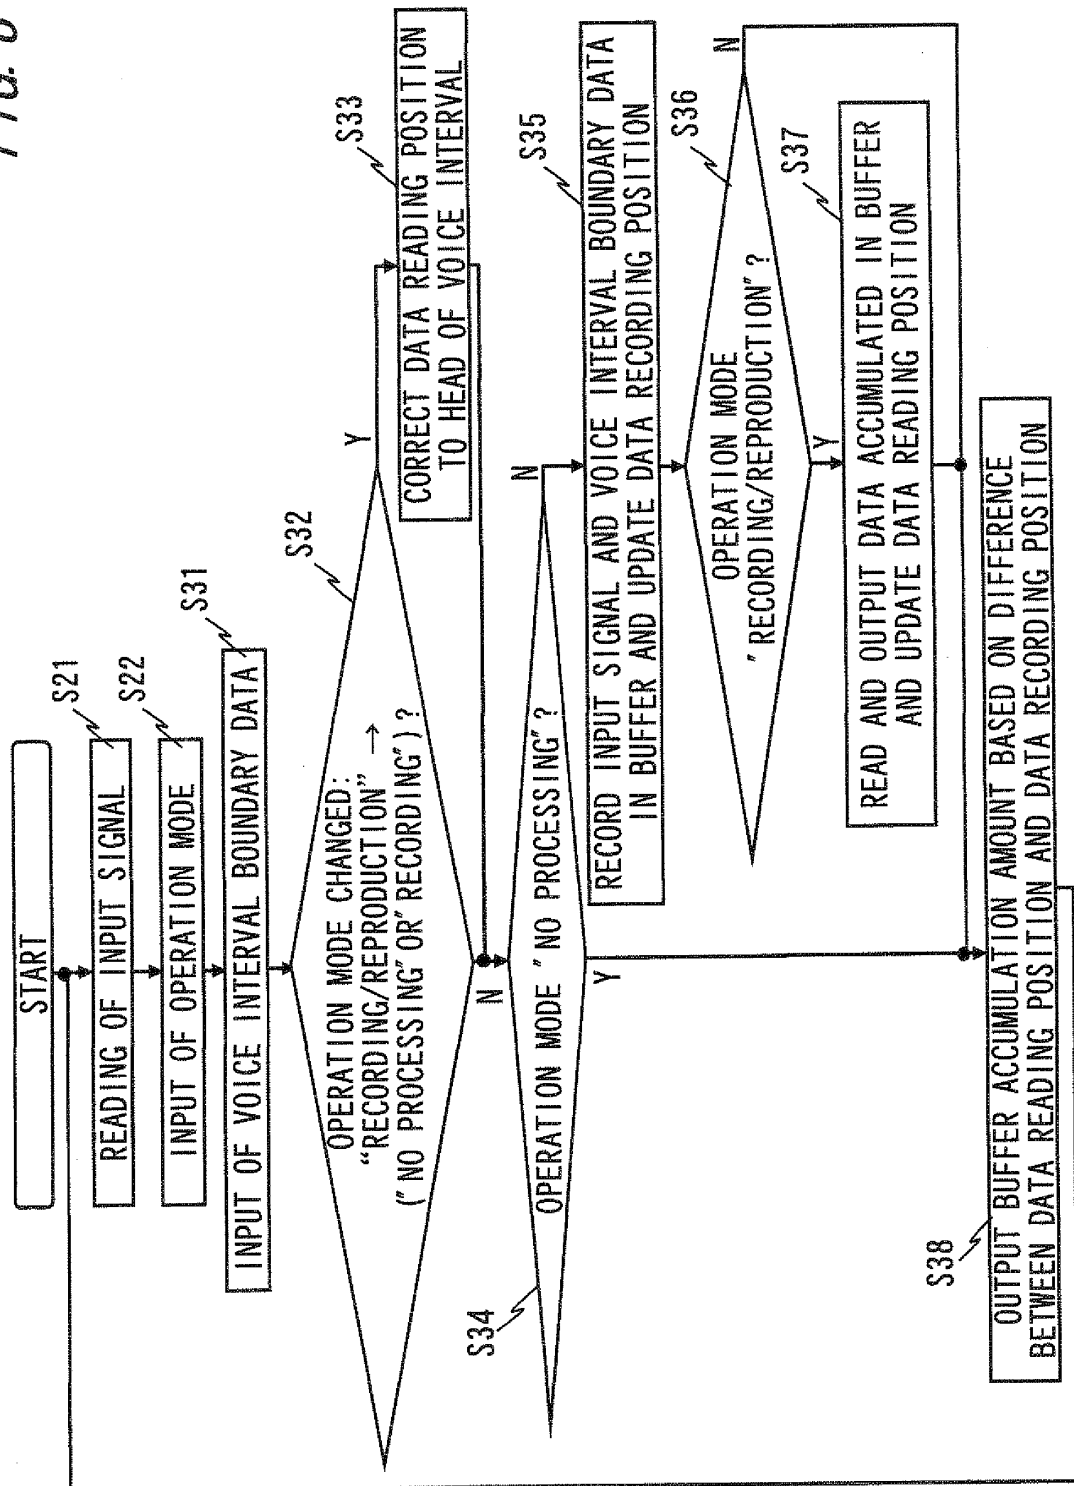 START
READING OF INPUT SIGNAL
S21
INPUT OF OPERATION MODE
S22
INPUT OF VOICE INTERVAL BOUNDARY DATA
S31
OPERATION MODE CHANGED:
“RECORDING/REPRODUCTION” →
("NO PROCESSING" OR "RECORDING")?
S32
Y
N
CORRECT DATA READING POSITION
TO HEAD OF VOICE INTERVAL
S33
OPERATION MODE "NO PROCESSING"?
S34
N
Y
RECORD INPUT SIGNAL AND VOICE INTERVAL BOUNDARY DATA
IN BUFFER AND UPDATE DATA RECORDING POSITION
S35
OPERATION MODE
"RECORDING/REPRODUCTION"?
S36
N
Y
READ AND OUTPUT DATA ACCUMULATED IN BUFFER
AND UPDATE DATA READING POSITION
S37
OUTPUT BUFFER ACCUMULATION AMOUNT BASED ON DIFFERENCE
BETWEEN DATA READING POSITION AND DATA RECORDING POSITION
S38